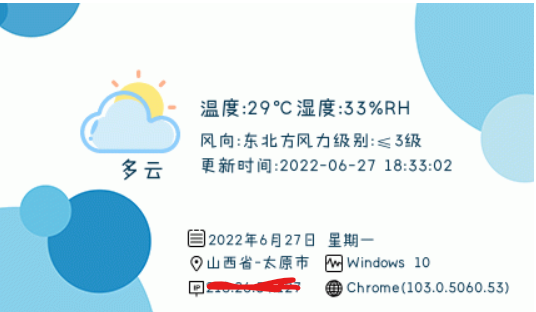 温度:29℃湿度:33%RH
风向:东北方风力级别:≤3级
多云
更新时间:2022-06-27 18:33:02
2022年6月27日 星期一
山西省-太原市 Windows 10
IP
Chrome(103.0.5060.53)